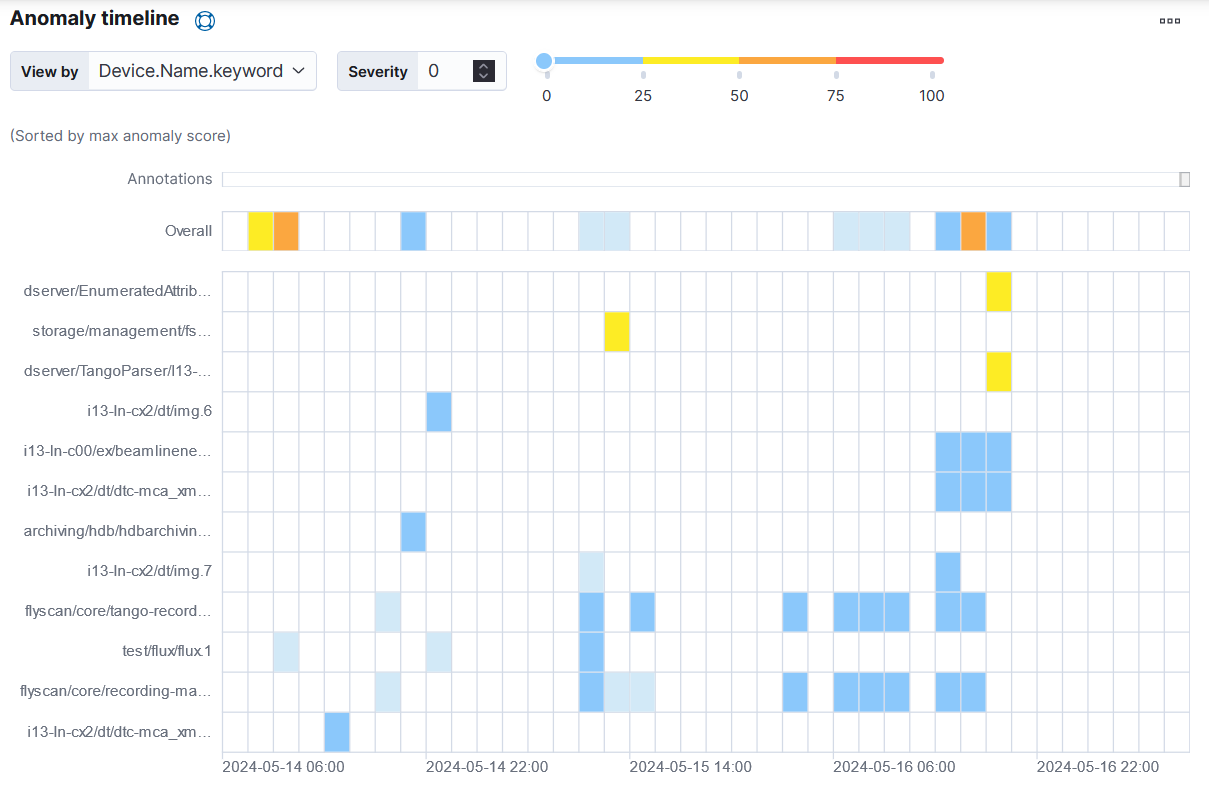 Anomaly timeline
View by Device.Name.keyword Severity 0
0 25 50 75 100
(Sorted by max anomaly score)
Annotations
Overall
dserver/EnumeratedAttrib...
storage/management/fs...
dserver/TangoParser/I13-...
i13-ln-cx2/dt/img.6
i13-ln-c00/ex/beamlinene...
i13-ln-cx2/dt/dtc-mca_xm...
archiving/hdb/hdbarchivin...
i13-ln-cx2/dt/img.7
flyscan/core/tango-record...
test/flux/flux.1
flyscan/core/recording-ma...
i13-ln-cx2/dt/dtc-mca_xm...
2024-05-14 06:00 2024-05-14 22:00 2024-05-15 14:00 2024-05-16 06:00 2024-05-16 22:00